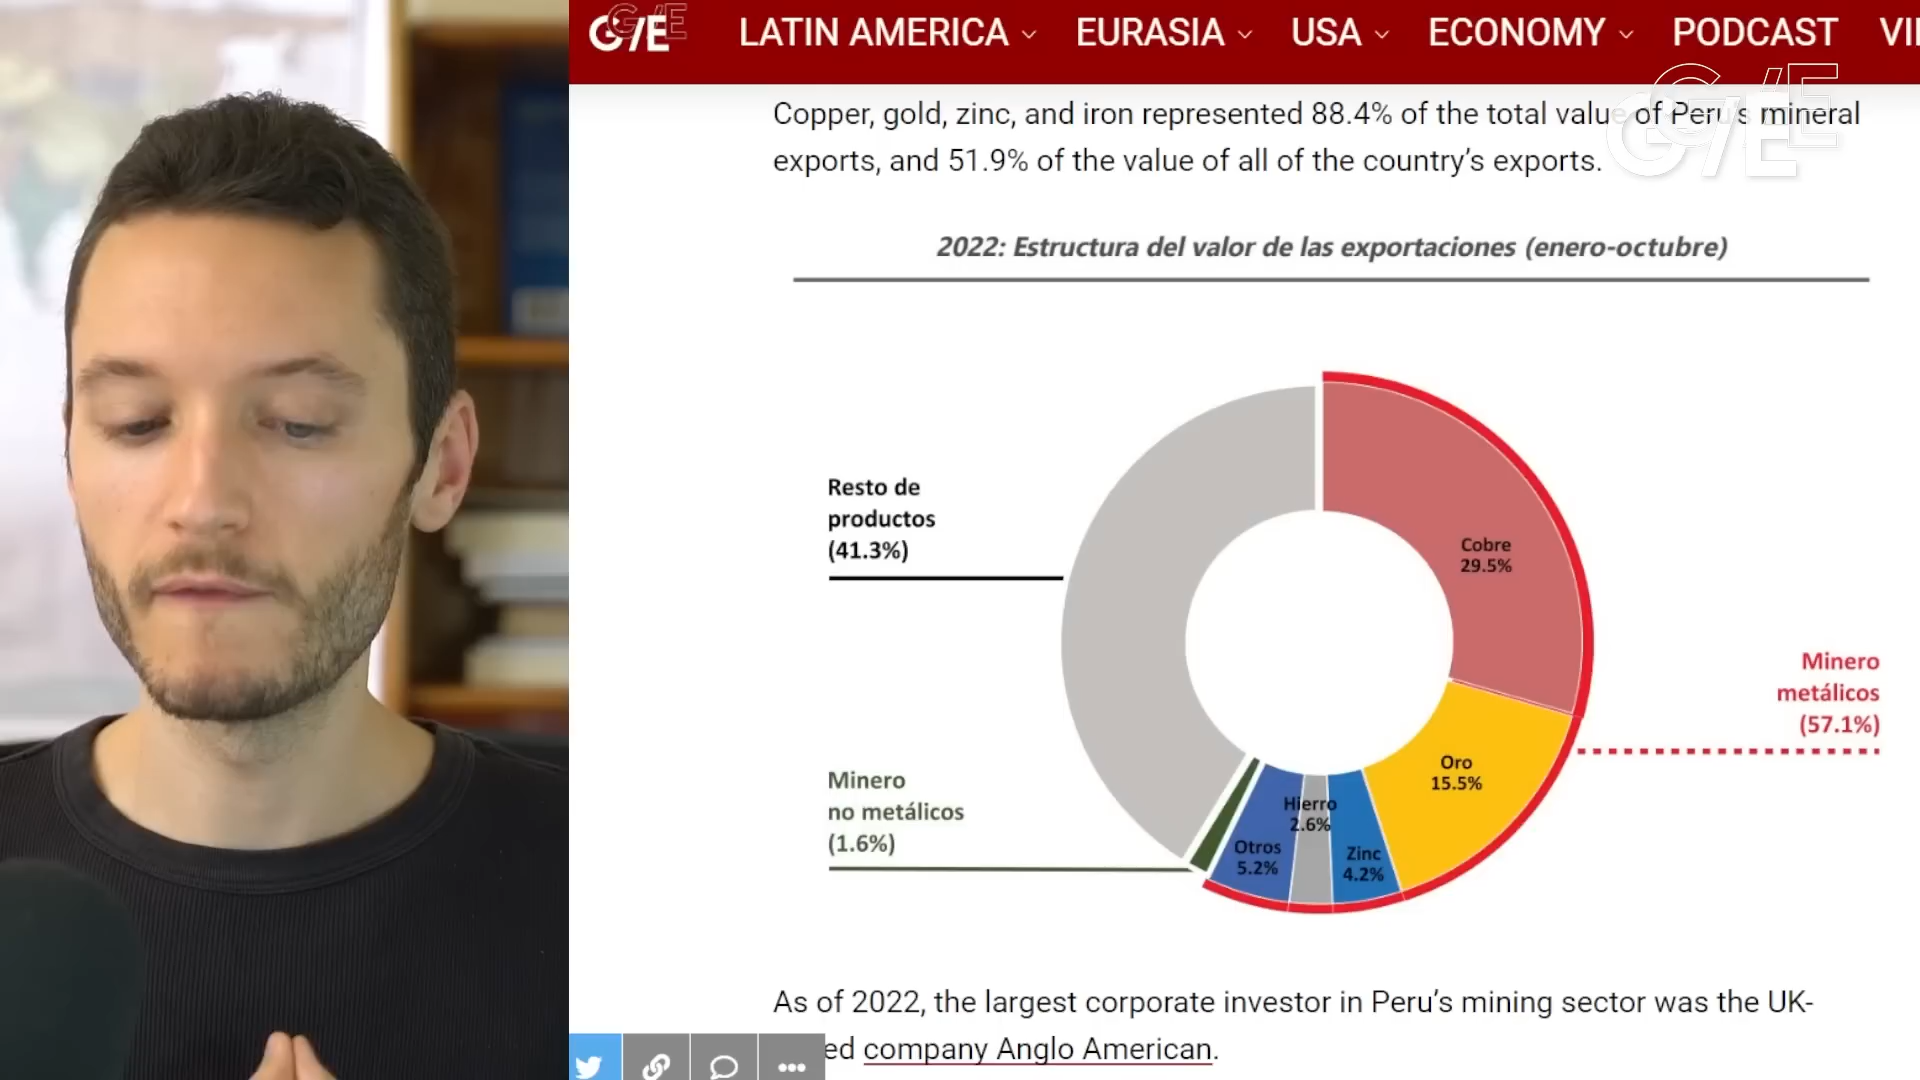 G/E LATIN AMERICA EURASIA USA ECONOMY PODCAST VI
G/E
Copper, gold, zinc, and iron represented 88.4% of the total value of Peru's mineral
exports, and 51.9% of the value of all of the country's exports.
2022: Estructura del valor de las exportaciones (enero-octubre)
Resto de
productos
(41.3%)
Cobre
29.5%
Minero
metálicos
(57.1%)
Oro
15.5%
Minero
no metálicos
(1.6%)
Hierro
2.6%
Otros
5.2%
Zinc
4.2%
As of 2022, the largest corporate investor in Peru's mining sector was the UK-
ed company Anglo American.